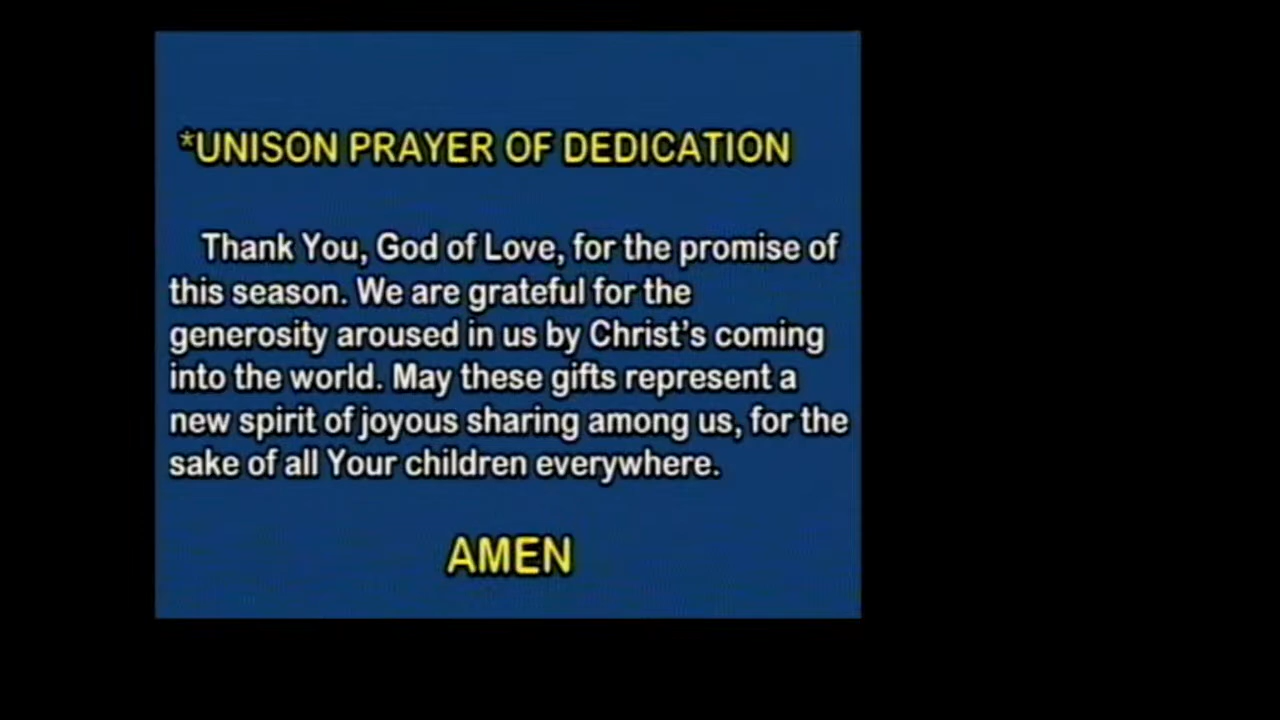 *UNISON PRAYER OF DEDICATION
Thank You, God of Love, for the promise of
this season. We are grateful for the
generosity aroused in us by Christ's coming
into the world. May these gifts represent a
new spirit of joyous sharing among us, for the
sake of all Your children everywhere.
AMEN